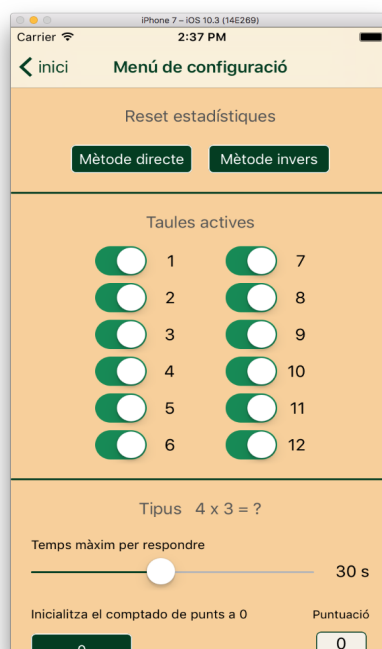 iPhone 7 – iOS 10.3 (14E269)
Carrier 2:37 PM
inici Menú de configuració
Reset estadístiques
Mètode directe Mètode invers
Taules actives
1 7
2 8
3 9
4 10
5 11
6 12
Tipus 4 x 3 = ?
Temps màxim per respondre
30 s
Inicialitza el comptado de punts a 0 Puntuació
0 0